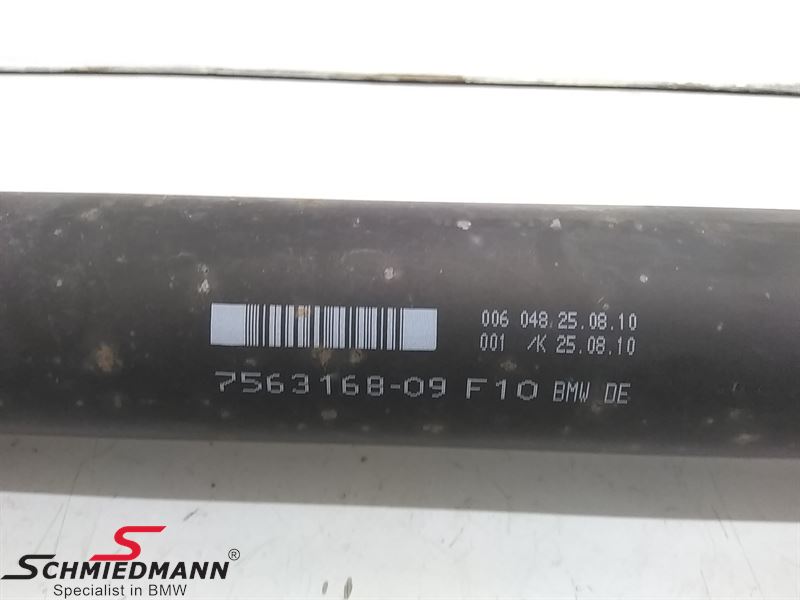 006 048 25.08.10
001 /K 25.08.10
7563168-09 F10 BMW DE
SCHMIEDMANN®
Specialist in BMW